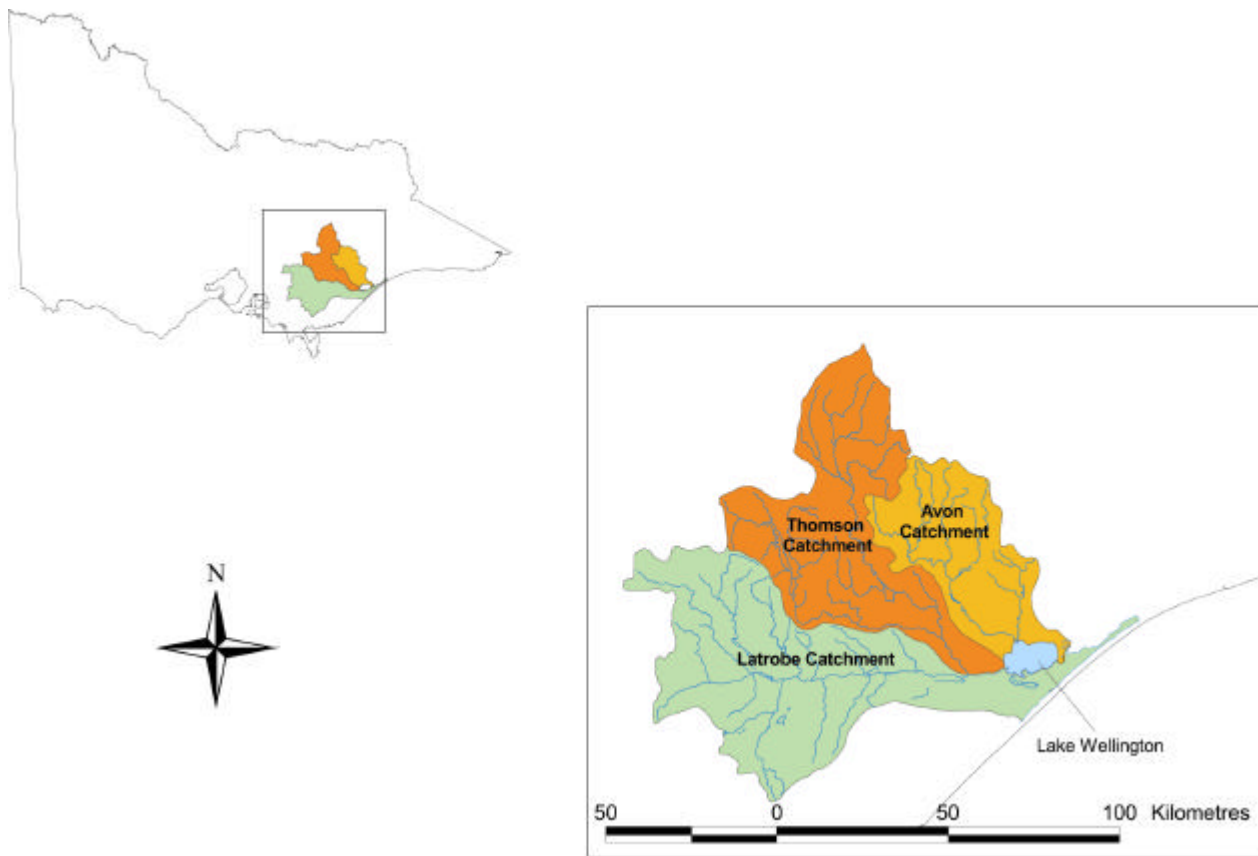 N
Thomson
Catchment
Avon
Catchment
Latrobe Catchment
Lake Wellington
50 0 50 100 Kilometres